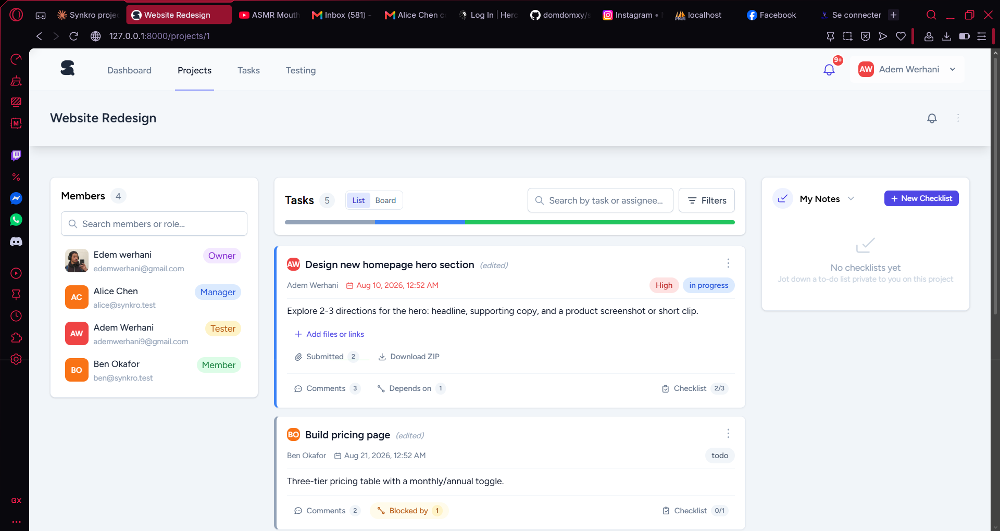 Synkro proje
Website Redesign
ASMR Mouth
Inbox (581) -
Alice Chen c
Log In | Hero
domdomxy/s
Instagram •
localhost
Facebook
Se connecter
127.0.0.1:8000/projects/1
Dashboard
Projects
Tasks
Testing
9+
AW
Adem Werhani
Website Redesign
Members 4
Search members or role...
Edem werhani
Owner
edemwerhani@gmail.com
AC
Alice Chen
Manager
alice@synkro.test
AW
Adem Werhani
Tester
ademwerhani9@gmail.com
BO
Ben Okafor
Member
ben@synkro.test
Tasks 5
List
Board
Search by task or assignee...
Filters
AW
Design new homepage hero section (edited)
Adem Werhani
Aug 10, 2026, 12:52 AM
High
in progress
Explore 2-3 directions for the hero: headline, supporting copy, and a product screenshot or short clip.
+ Add files or links
Submitted 2
Download ZIP
Comments 3
Depends on 1
Checklist 2/3
BO
Build pricing page (edited)
Ben Okafor
Aug 21, 2026, 12:52 AM
todo
Three-tier pricing table with a monthly/annual toggle.
Comments 2
Blocked by 1
Checklist 0/1
My Notes
+ New Checklist
No checklists yet
Jot down a to-do list private to you on this project
M
GX